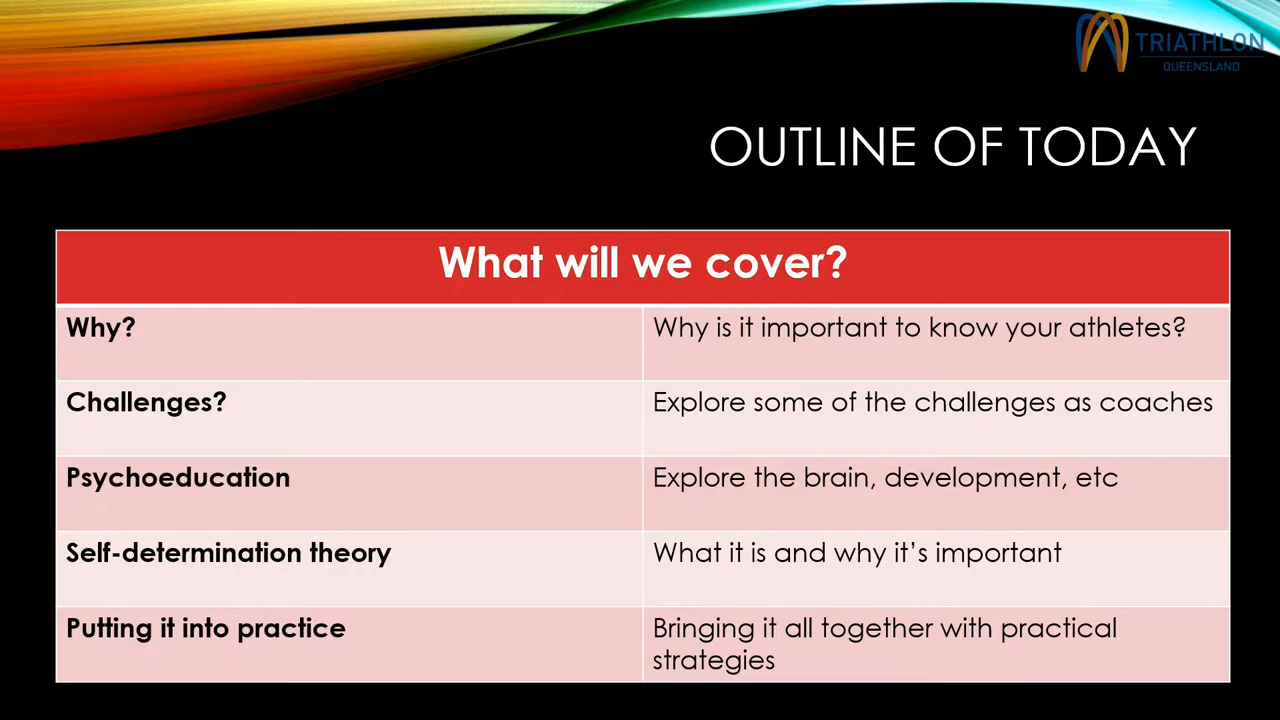 TRIATHLON
QUEENSLAND
OUTLINE OF TODAY
What will we cover?
Why?
Why is it important to know your athletes?
Challenges?
Explore some of the challenges as coaches
Psychoeducation
Explore the brain, development, etc
Self-determination theory
What it is and why it’s important
Putting it into practice
Bringing it all together with practical
strategies